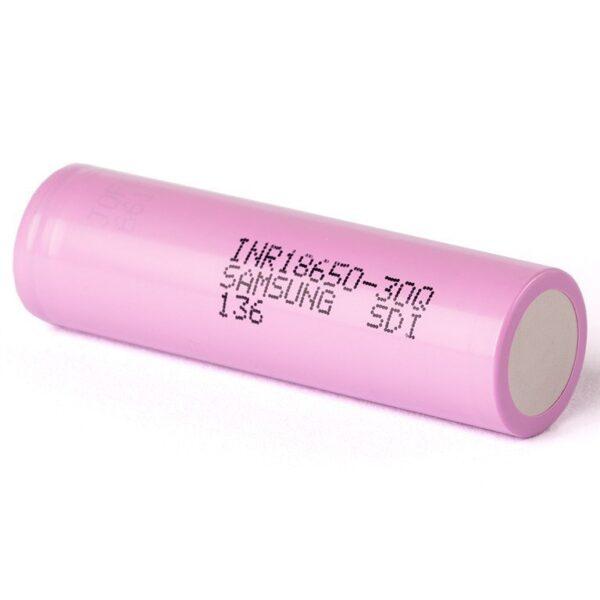 INR18650-30Q
SAMSUNG SDI
136